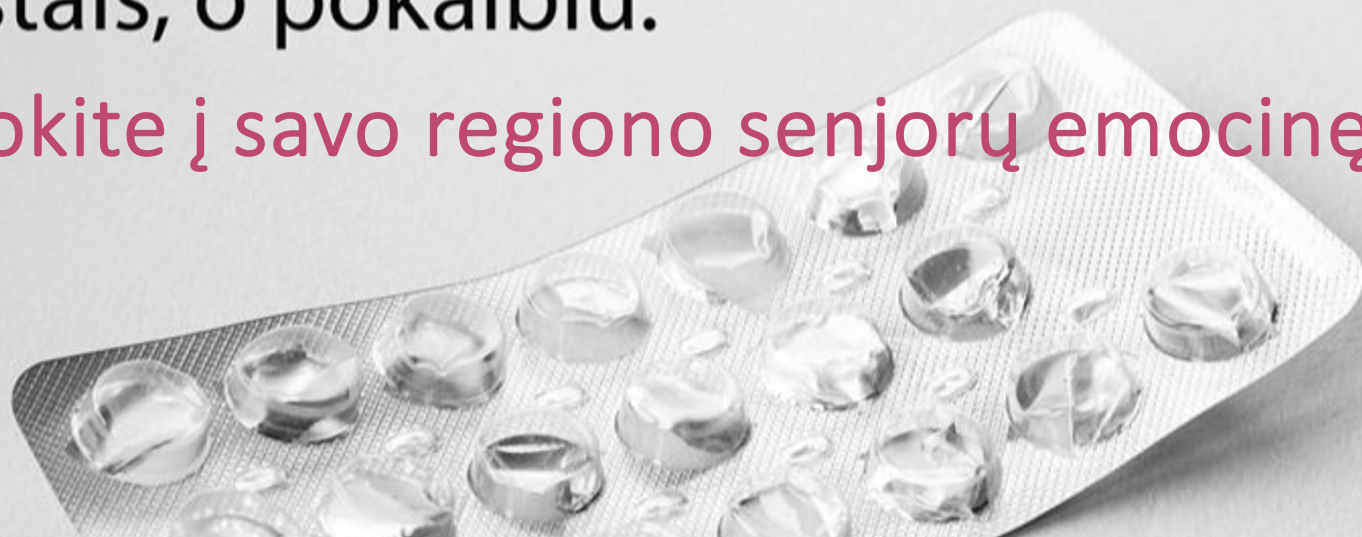 stais, o pokalbiu.
okite į savo regiono senjorų emocinę